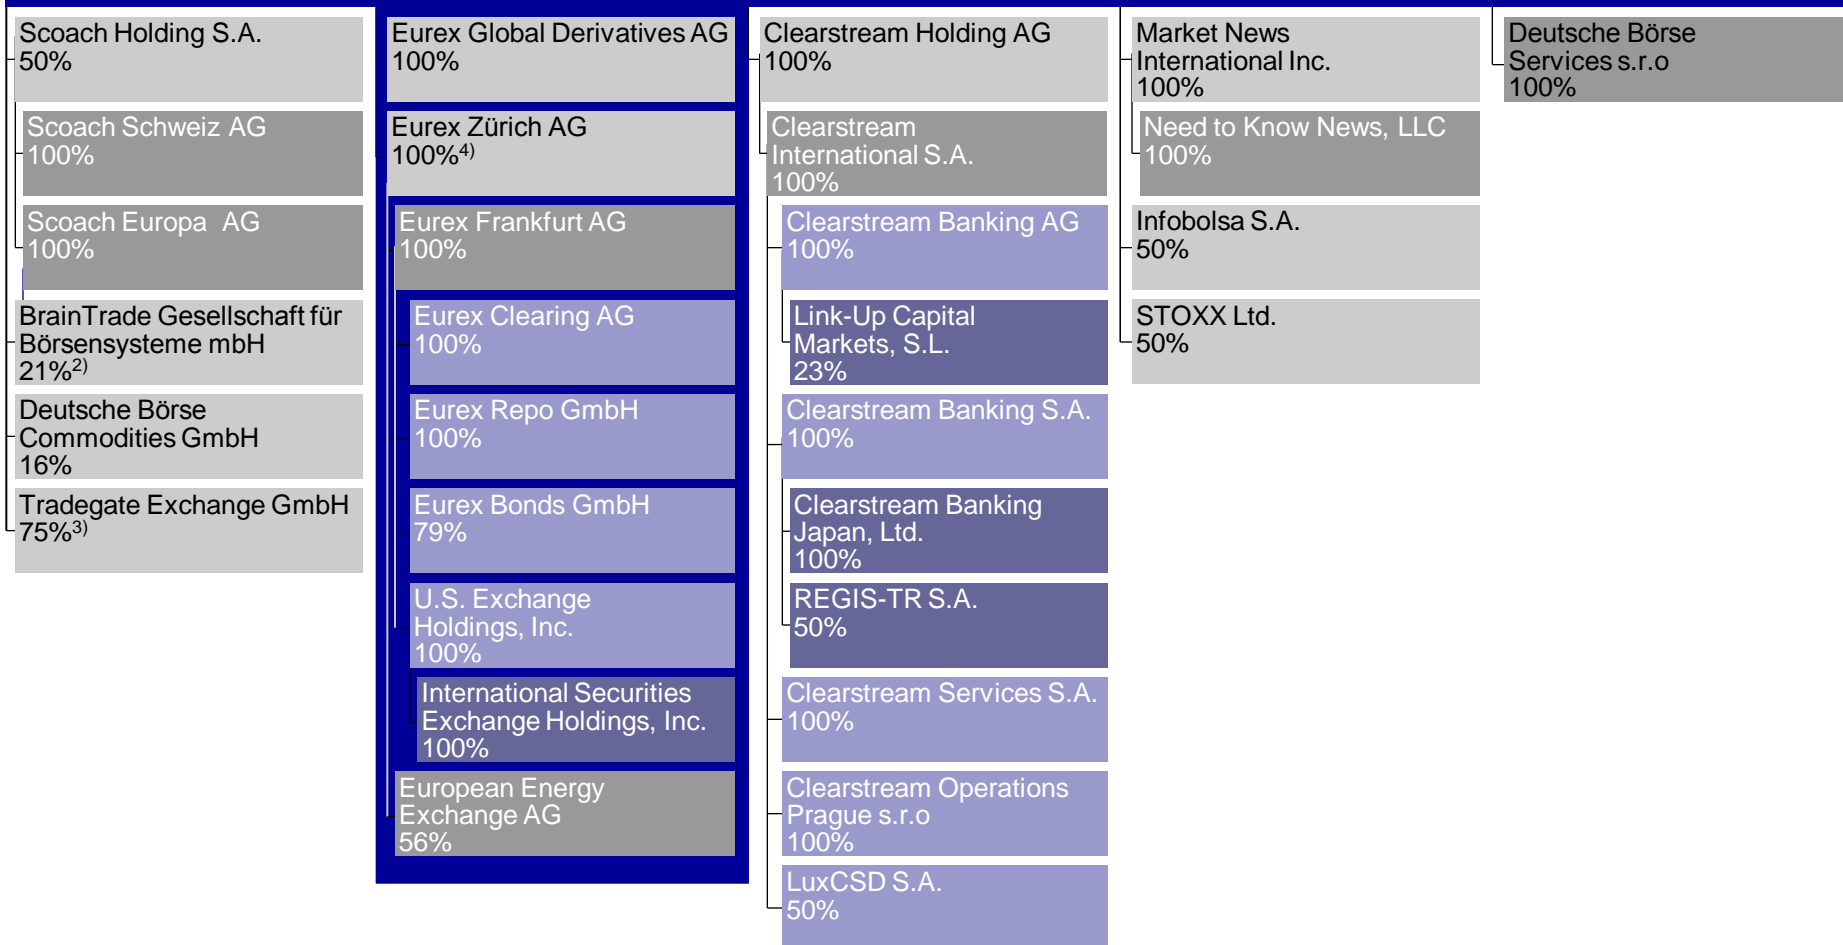 Scoach Holding S.A.
50%
Scoach Schweiz AG
100%
Scoach Europa AG
100%
BrainTrade Gesellschaft für
Börsensysteme mbH
21%2)
Deutsche Börse
Commodities GmbH
16%
Tradegate Exchange GmbH
75%3)
Eurex Global Derivatives AG
100%
Eurex Zürich AG
100%4)
Eurex Frankfurt AG
100%
Eurex Clearing AG
100%
Eurex Repo GmbH
100%
Eurex Bonds GmbH
79%
U.S. Exchange
Holdings, Inc.
100%
International Securities
Exchange Holdings, Inc.
100%
European Energy
Exchange AG
56%
Clearstream Holding AG
100%
Clearstream
International S.A.
100%
Clearstream Banking AG
100%
Link-Up Capital
Markets, S.L.
23%
Clearstream Banking S.A.
100%
Clearstream Banking
Japan, Ltd.
100%
REGIS-TR S.A.
50%
Clearstream Services S.A.
100%
Clearstream Operations
Prague s.r.o
100%
LuxCSD S.A.
50%
Market News
International Inc.
100%
Need to Know News, LLC
100%
Infobolsa S.A.
50%
STOXX Ltd.
50%
Deutsche Börse
Services s.r.o
100%